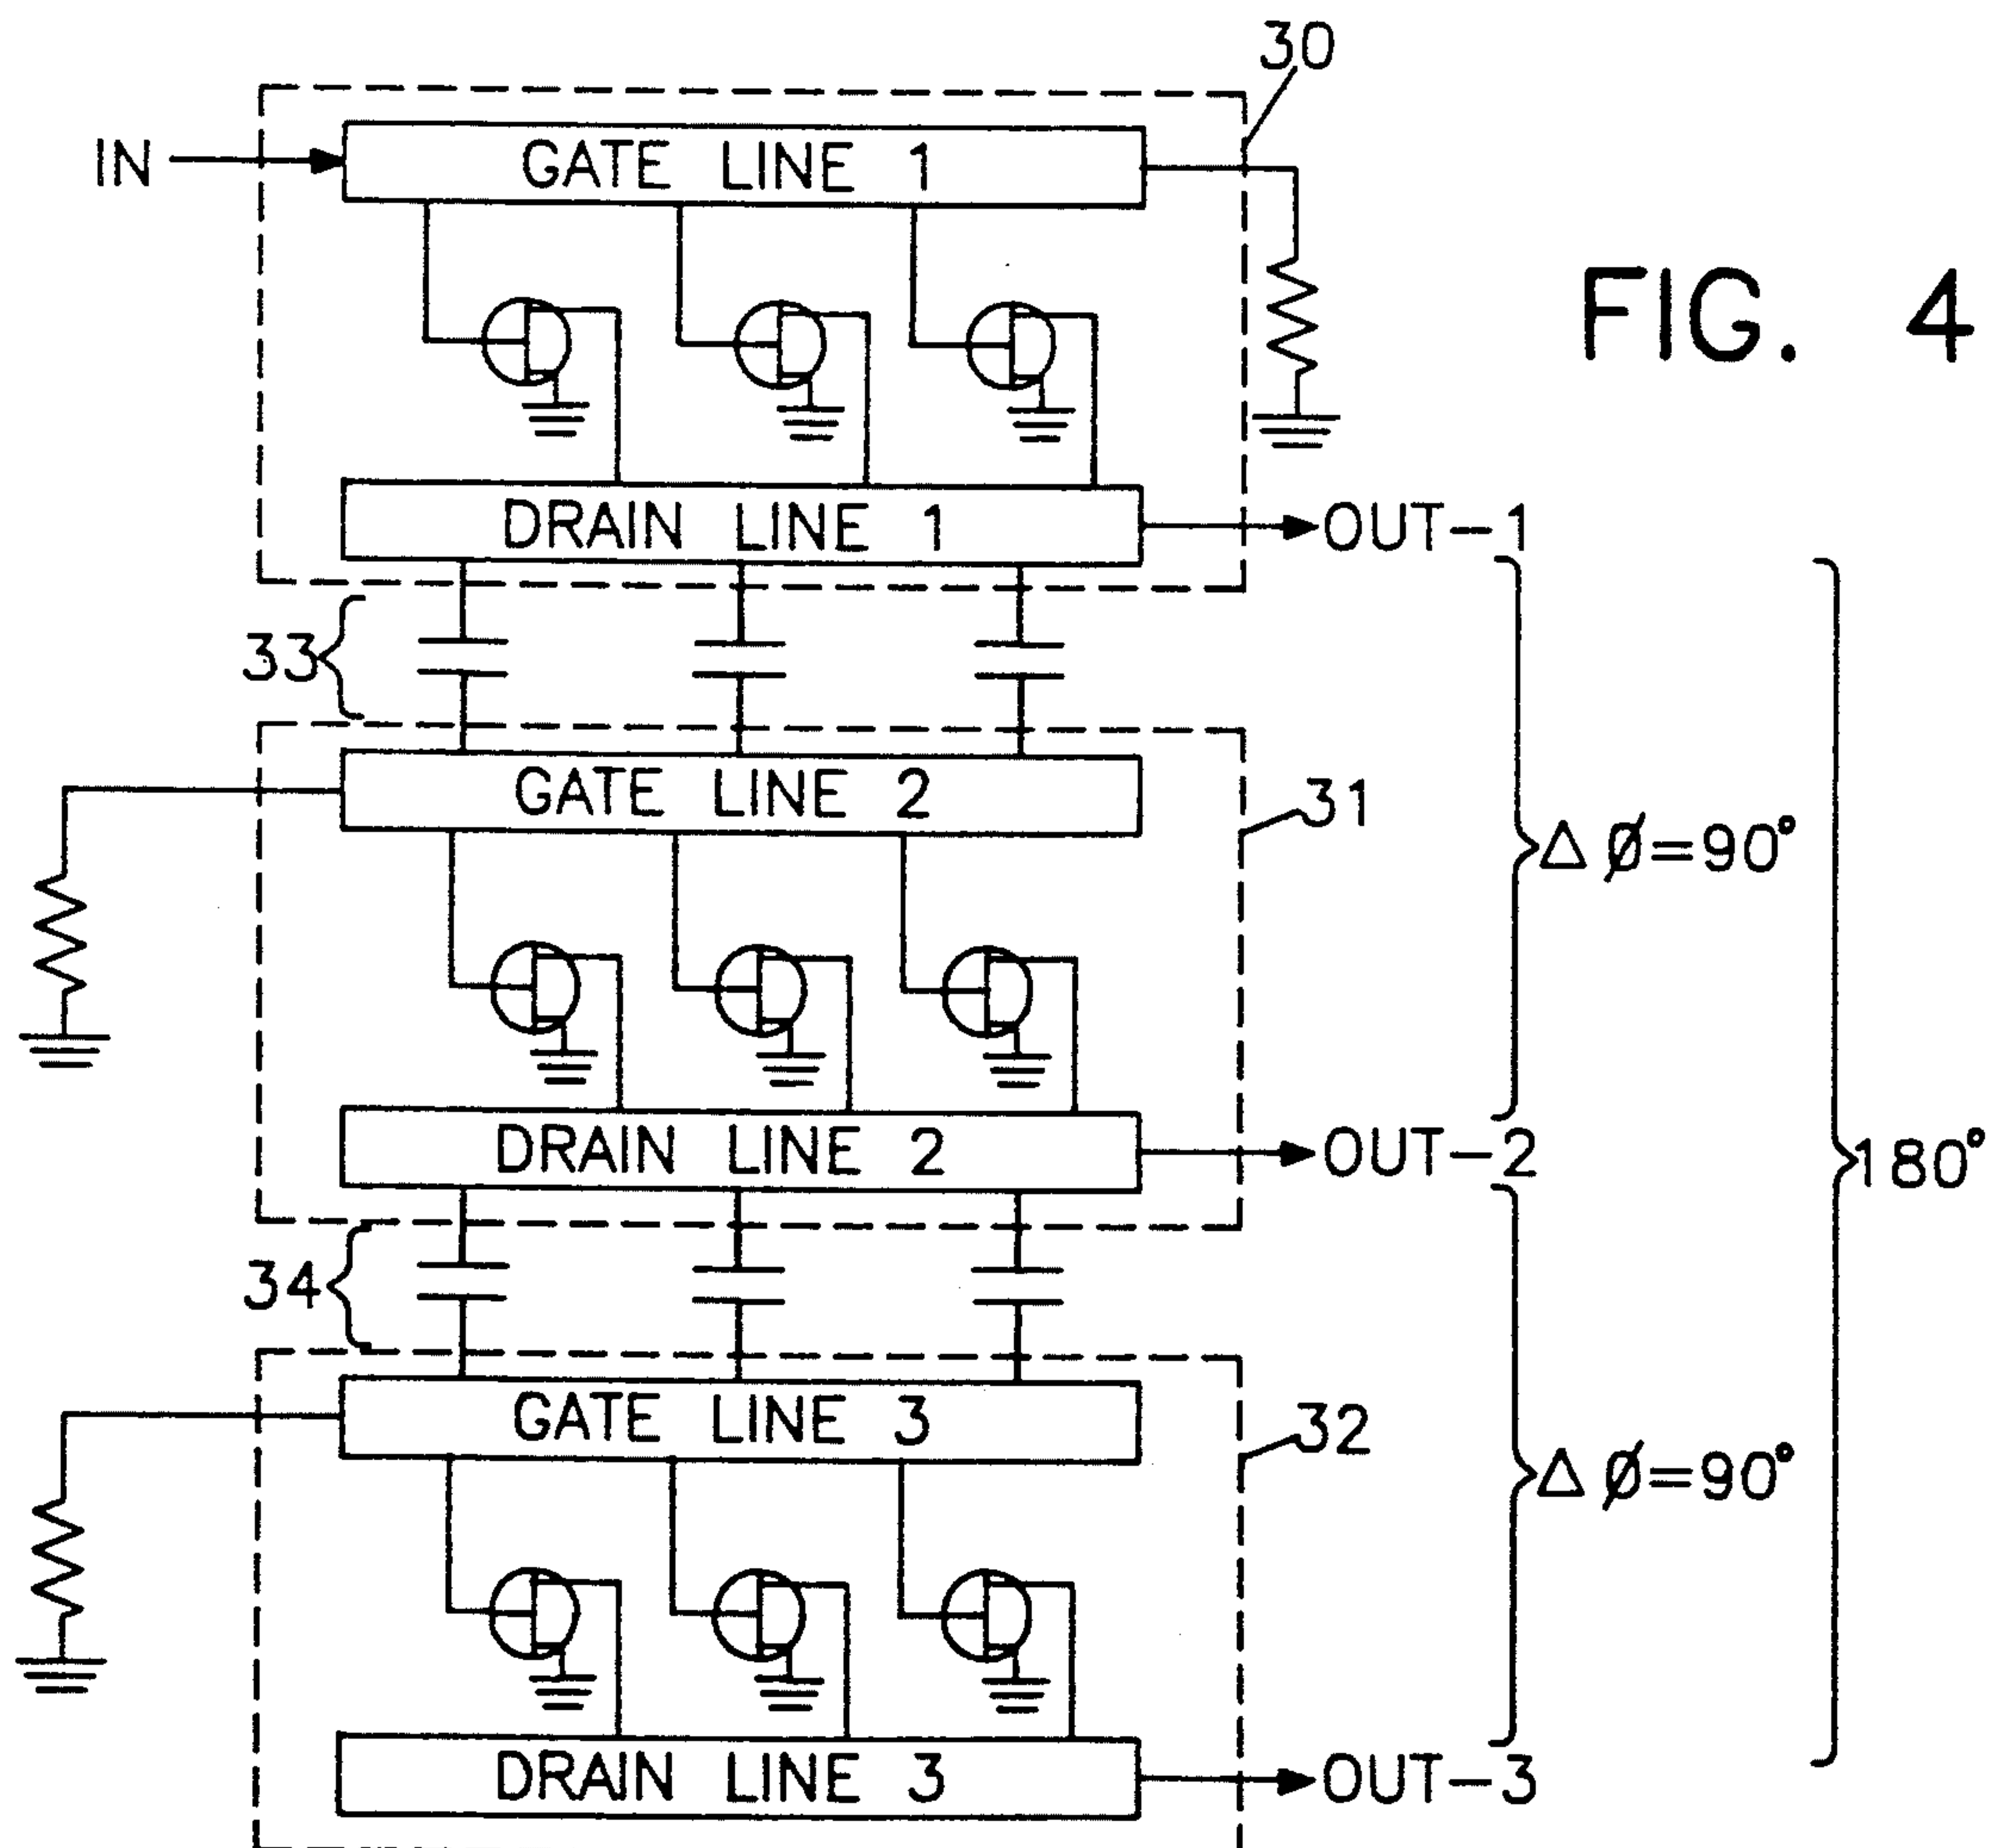 30
IN
GATE LINE 1
FIG. 4
DRAIN LINE 1
OUT-1
33
GATE LINE 2
31
Δ Ø=90°
DRAIN LINE 2
OUT-2
180°
34
GATE LINE 3
32
Δ Ø=90°
DRAIN LINE 3
OUT-3